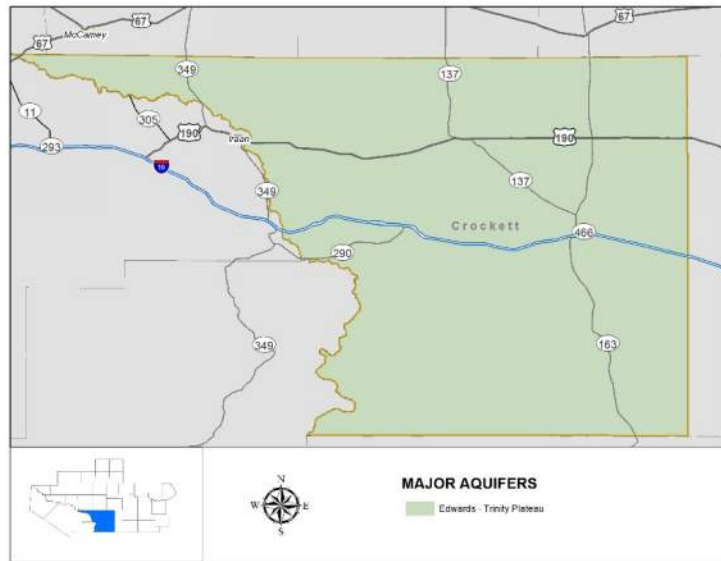 67
67
67
McCamey
349
137
11
305
190
Iraan
190
293
10
137
349
Crockett
466
290
349
163
N
W E
S
MAJOR AQUIFERS
Edwards - Trinity Plateau